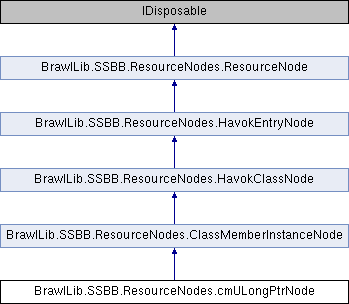 IDisposable
BrawlLib.SSBB.ResourceNodes.ResourceNode
BrawlLib.SSBB.ResourceNodes.HavokEntryNode
BrawlLib.SSBB.ResourceNodes.HavokClassNode
BrawlLib.SSBB.ResourceNodes.ClassMemberInstanceNode
BrawlLib.SSBB.ResourceNodes.cmULongPtrNode